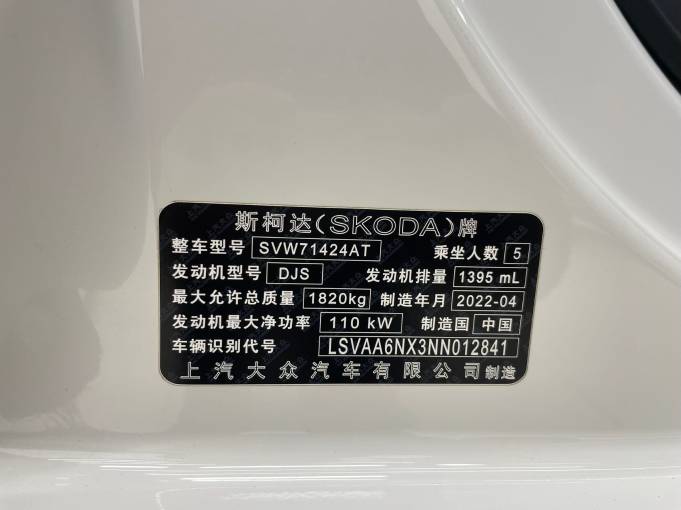 斯柯达(SKODA)牌
整车型号 SVW71424AT 乘坐人数 5
发动机型号 DJS 发动机排量 1395 mL
最大允许总质量 1820kg 制造年月 2022-04
发动机最大净功率 110 kW 制造国 中国
车辆识别代号 LSVAA6NX3NN012841
上汽大众汽车有限公司制造